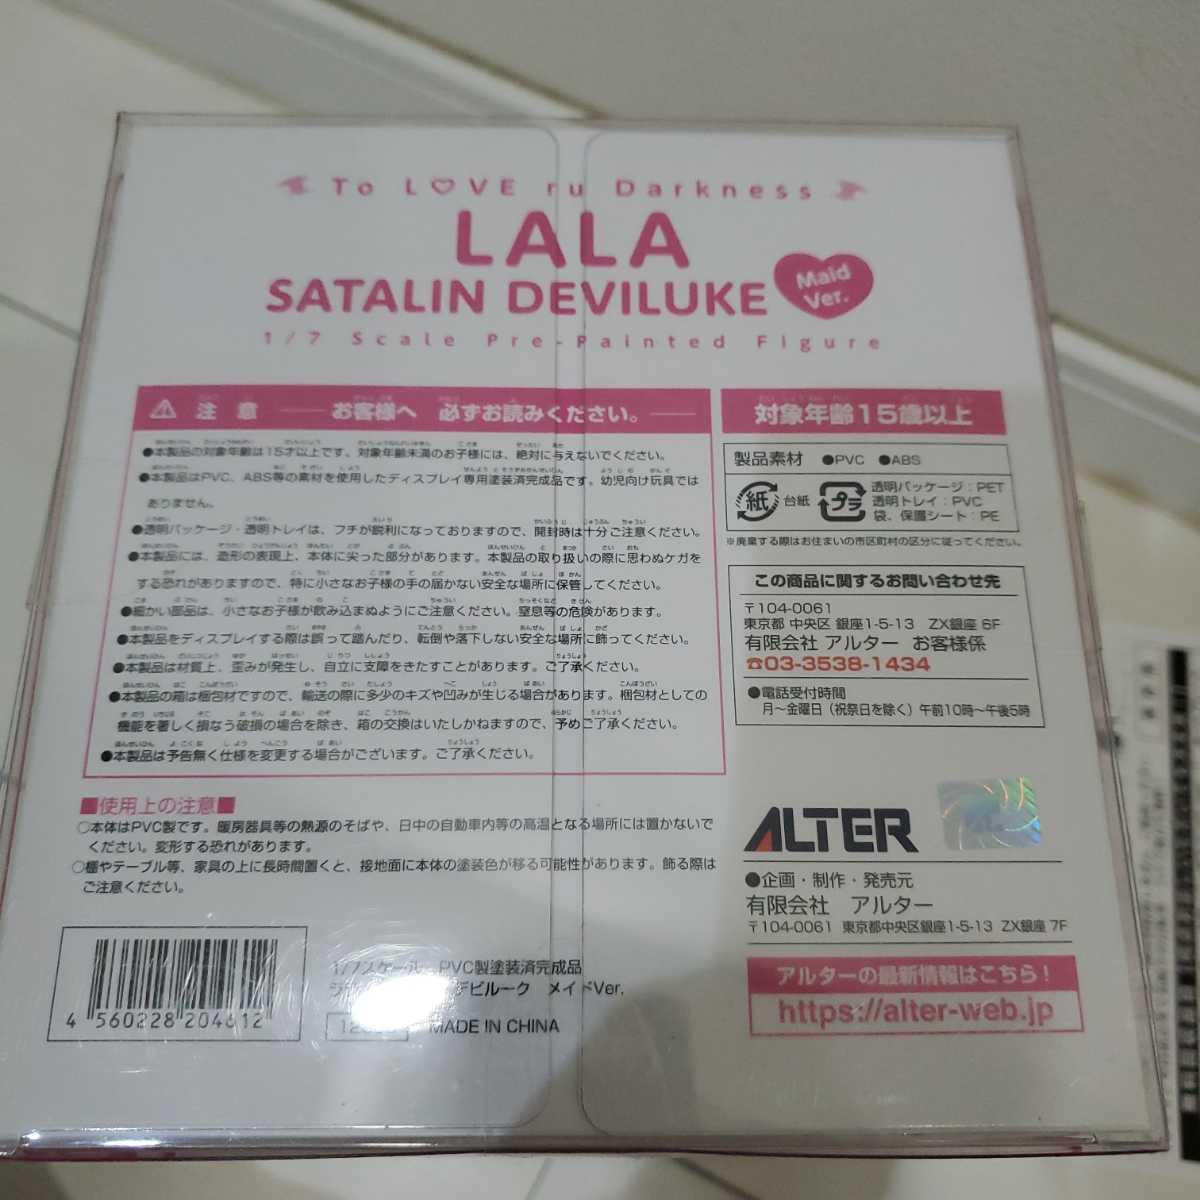 To LOVE ru Darkness
LALA
SATALIN DEVILUKE
Maid
Ver.
1/7 Scale Pre-Painted Figure
注意 お客様へ 必ずお読みください。
●本製品の対象年齢は15才以上です。対象年齢未満のお子様には、絶対に与えないでください。
●本製品はPVC、ABS等の素材を使用したディスプレイ専用塗装済完成品です。幼児向け玩具では
ありません。
●透明パッケージ・透明トレイは、フチが鋭利になっておりますので、開封時は十分ご注意ください。
●本製品には、造形の表現上、本体に尖った部分があります。本製品の取り扱いの際に思わぬケガを
する恐れがありますので、特に小さなお子様の手の届かない安全な場所に保管してください。
●細かい部品は、小さなお子様が飲み込まぬようにご注意ください。窒息等の危険があります。
●本製品をディスプレイする際は誤って踏んだり、転倒や落下しない安全な場所に飾ってください。
●本製品は材質上、歪みが発生し、自立に支障をきたすことがあります。ご了承ください。
●本製品の箱は梱包材ですので、輸送の際に多少のキズや凹みが生じる場合があります。梱包材としての
機能を著しく損なう破損の場合を除き、箱の交換はいたしかねますので、予めご了承ください。
●本製品は予告無く仕様を変更する場合がございます。ご了承ください。
■使用上の注意■
○本体はPVC製です。暖房器具等の熱源のそばや、日中の自動車内等の高温となる場所には置かないで
ください。変形する恐れがあります。
○棚やテーブル等、家具の上に長時間置くと、接地面に本体の塗装色が移る可能性があります。飾る際は
ご注意ください。
4 560228 204612
1/7スケール PVC製塗装済完成品
デビルーク メイドVer.
MADE IN CHINA
対象年齢15歳以上
製品素材 ●PVC ●ABS
紙 台紙
プラ
透明パッケージ：PET
透明トレイ：PVC
袋、保護シート：PE
※廃棄する際はお住まいの市区町村の区分に従ってください。
この商品に関するお問い合わせ先
〒104-0061
東京都 中央区 銀座1-5-13 ZX銀座 6F
有限会社 アルター お客様係
☎03-3538-1434
●電話受付時間
月～金曜日（祝祭日を除く）午前10時～午後5時
ALTER
●企画・制作・発売元
有限会社 アルター
〒104-0061 東京都中央区銀座1-5-13 ZX銀座 7F
アルターの最新情報はこちら！
https://alter-web.jp